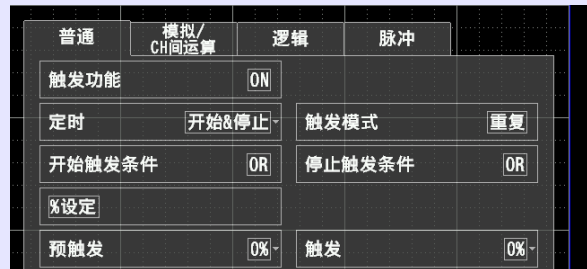 普通 模拟/ 逻辑 脉冲
CH间运算
触发功能 ON
定时 开始&停止 触发模式 重复
开始触发条件 OR 停止触发条件 OR
%设定
预触发 0% 触发 0%